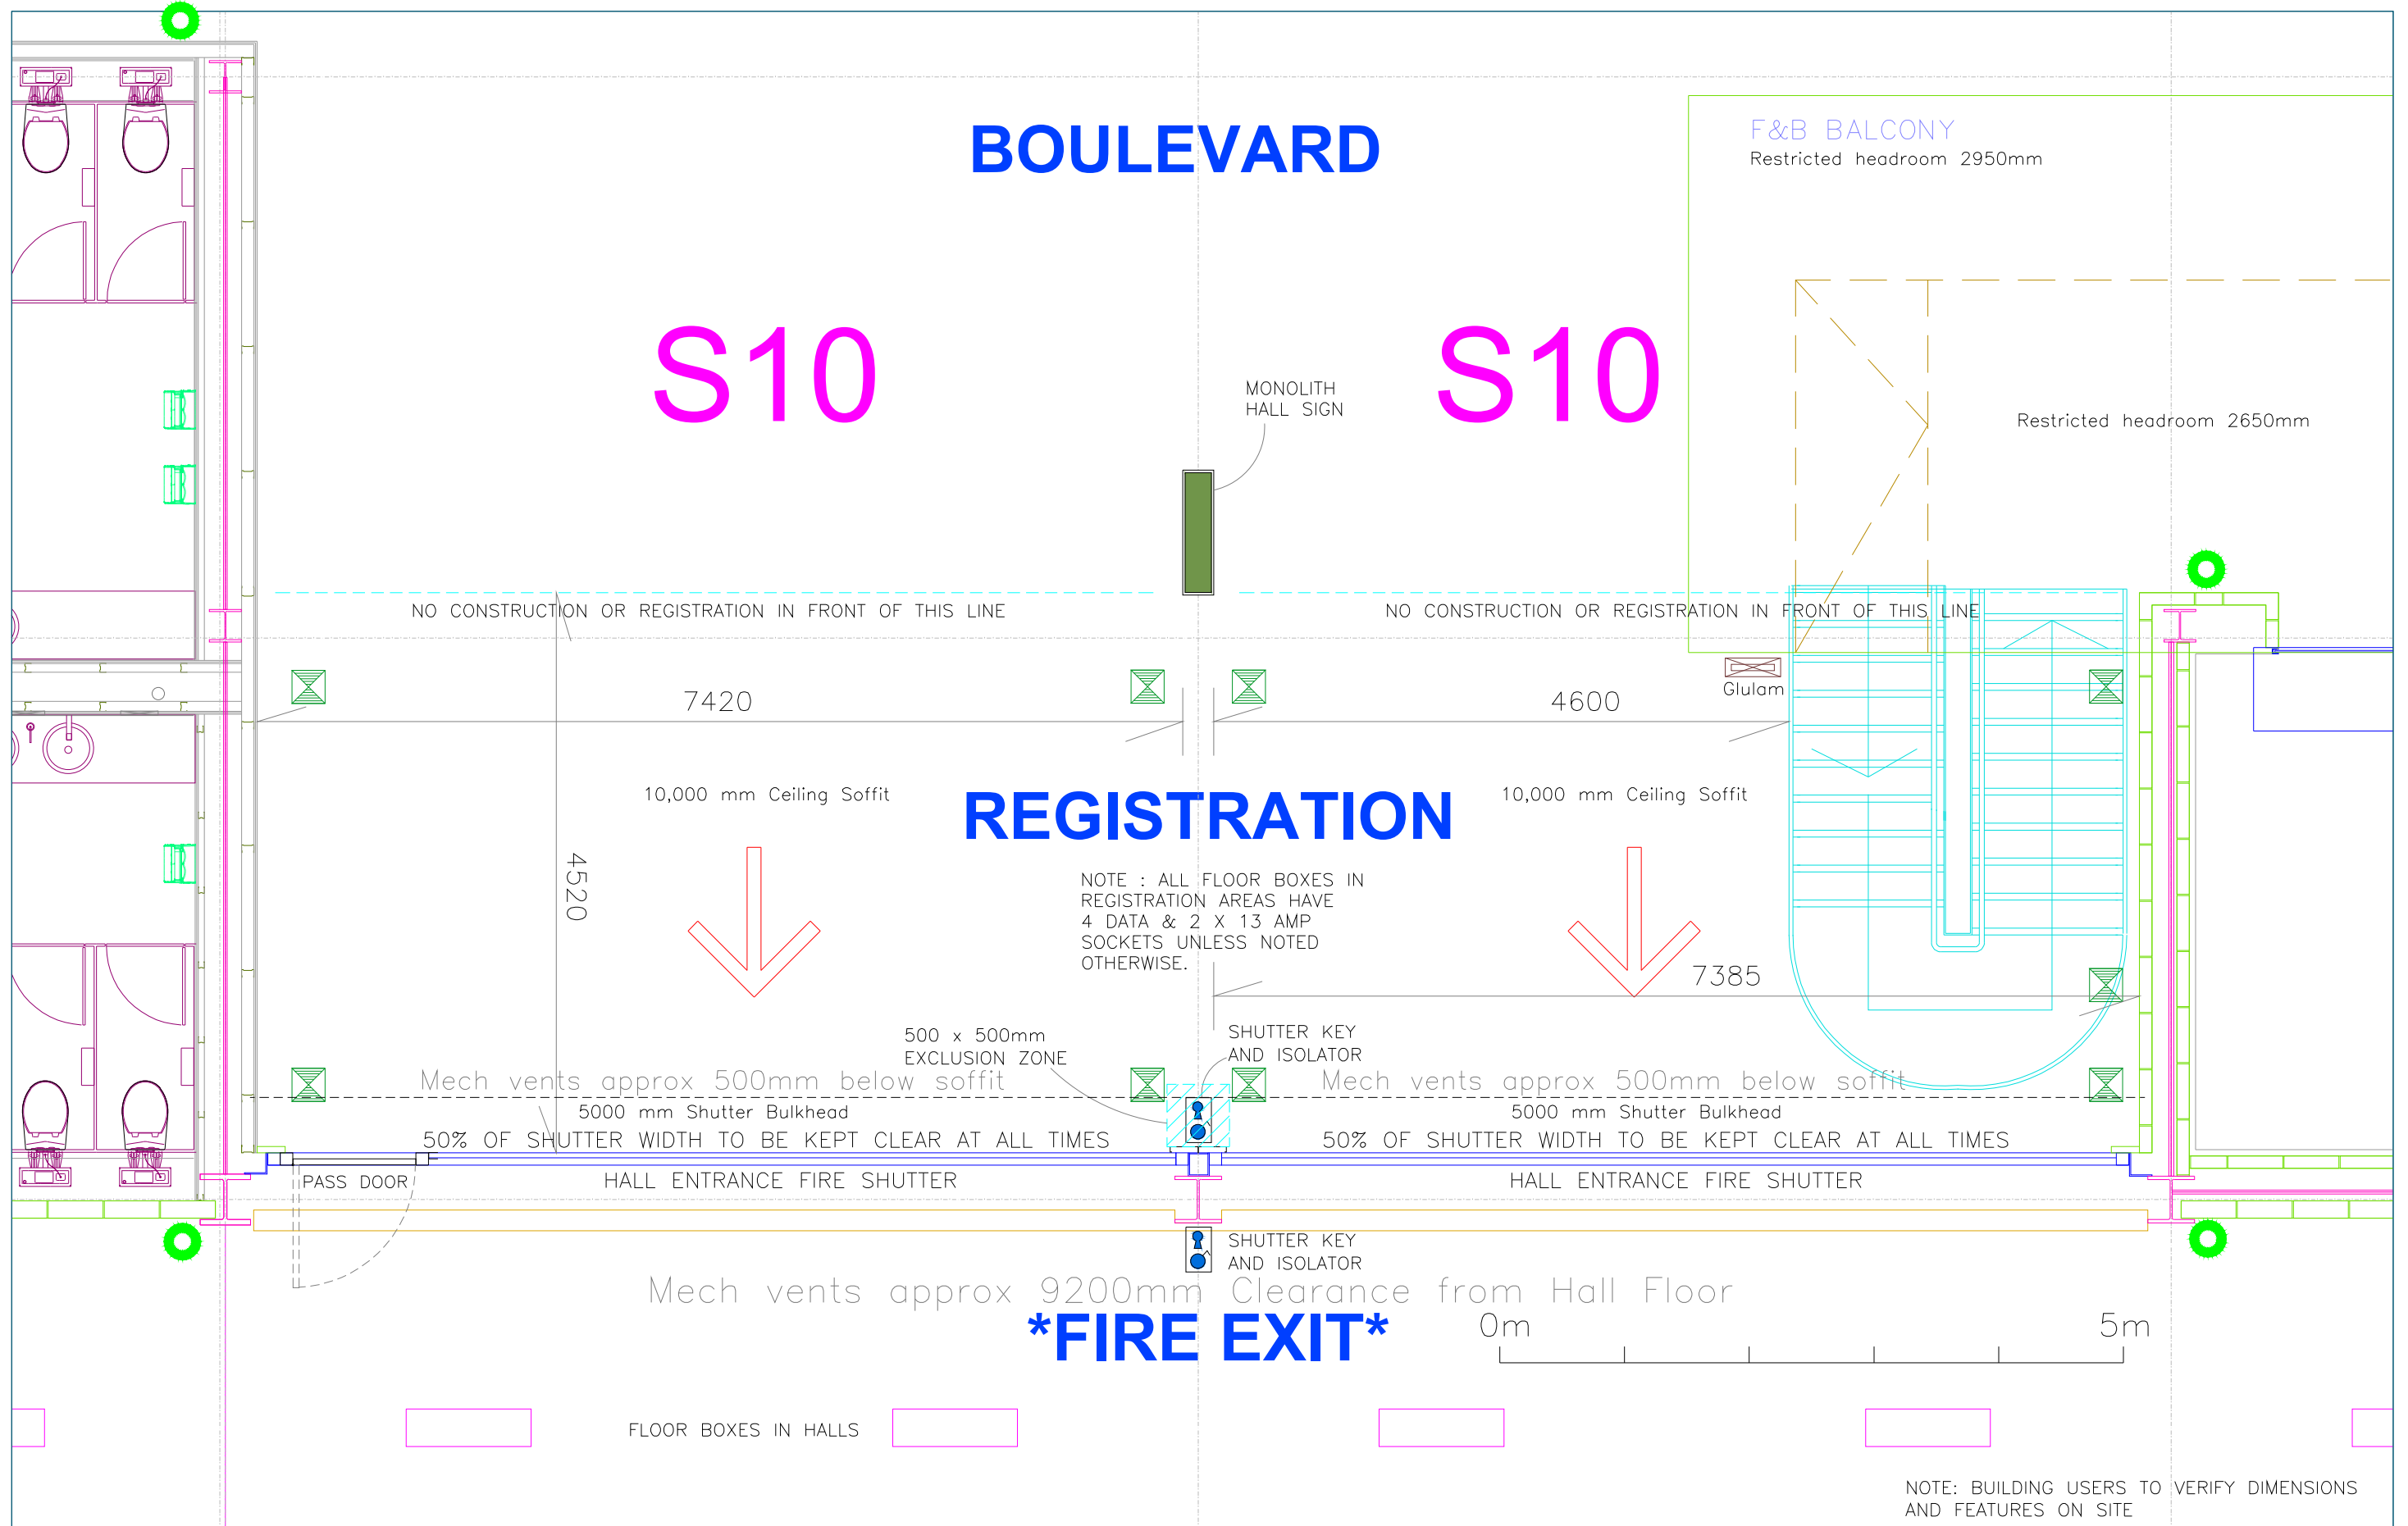 BOULEVARD
F&B BALCONY
Restricted headroom 2950mm
S10
S10
MONOLITH
HALL SIGN
Restricted headroom 2650mm
NO CONSTRUCTION OR REGISTRATION IN FRONT OF THIS LINE
NO CONSTRUCTION OR REGISTRATION IN FRONT OF THIS LINE
Glulam
7420
4600
10,000 mm Ceiling Soffit
10,000 mm Ceiling Soffit
REGISTRATION
4520
NOTE : ALL FLOOR BOXES IN
REGISTRATION AREAS HAVE
4 DATA & 2 X 13 AMP
SOCKETS UNLESS NOTED
OTHERWISE.
7385
500 x 500mm
EXCLUSION ZONE
SHUTTER KEY
AND ISOLATOR
Mech vents approx 500mm below soffit
Mech vents approx 500mm below soffit
5000 mm Shutter Bulkhead
5000 mm Shutter Bulkhead
50% OF SHUTTER WIDTH TO BE KEPT CLEAR AT ALL TIMES
50% OF SHUTTER WIDTH TO BE KEPT CLEAR AT ALL TIMES
PASS DOOR
HALL ENTRANCE FIRE SHUTTER
HALL ENTRANCE FIRE SHUTTER
SHUTTER KEY
AND ISOLATOR
Mech vents approx 9200mm Clearance from Hall Floor
*FIRE EXIT*
0m
5m
FLOOR BOXES IN HALLS
NOTE: BUILDING USERS TO VERIFY DIMENSIONS
AND FEATURES ON SITE